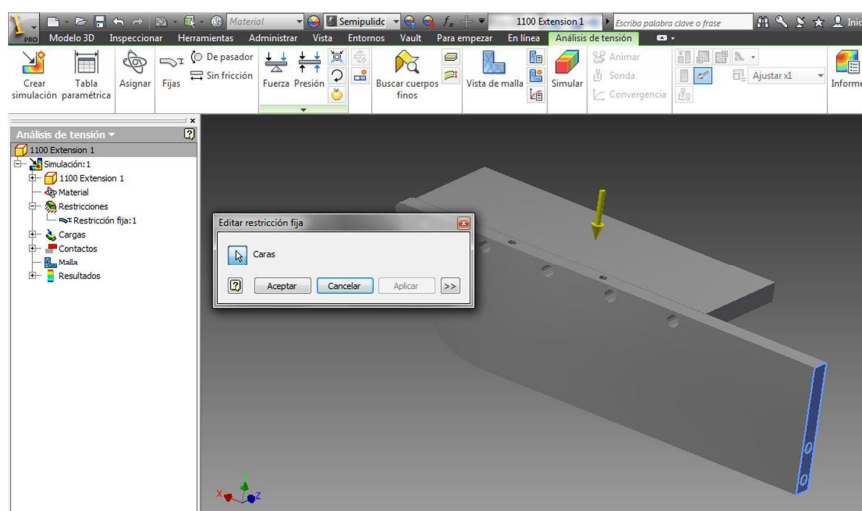 Material
Semipulidc
1100 Extension 1
Escriba palabra clave o frase
PRO
Modelo 3D Inspeccionar Herramientas Administrar Vista Entornos Vault Para empezar En línea Análisis de tensión
Crear simulación
Tabla paramétrica
Asignar
Fijas
De pasador
Sin fricción
Fuerza
Presión
Buscar cuerpos finos
Vista de malla
Simular
Animar
Sonda
Convergencia
Ajustar x1
Informe
Análisis de tensión
1100 Extension 1
Simulación:1
1100 Extension 1
Material
Restricciones
Restricción fija:1
Cargas
Contactos
Malla
Resultados
Editar restricción fija
Caras
Aceptar Cancelar Aplicar >>
X
Z